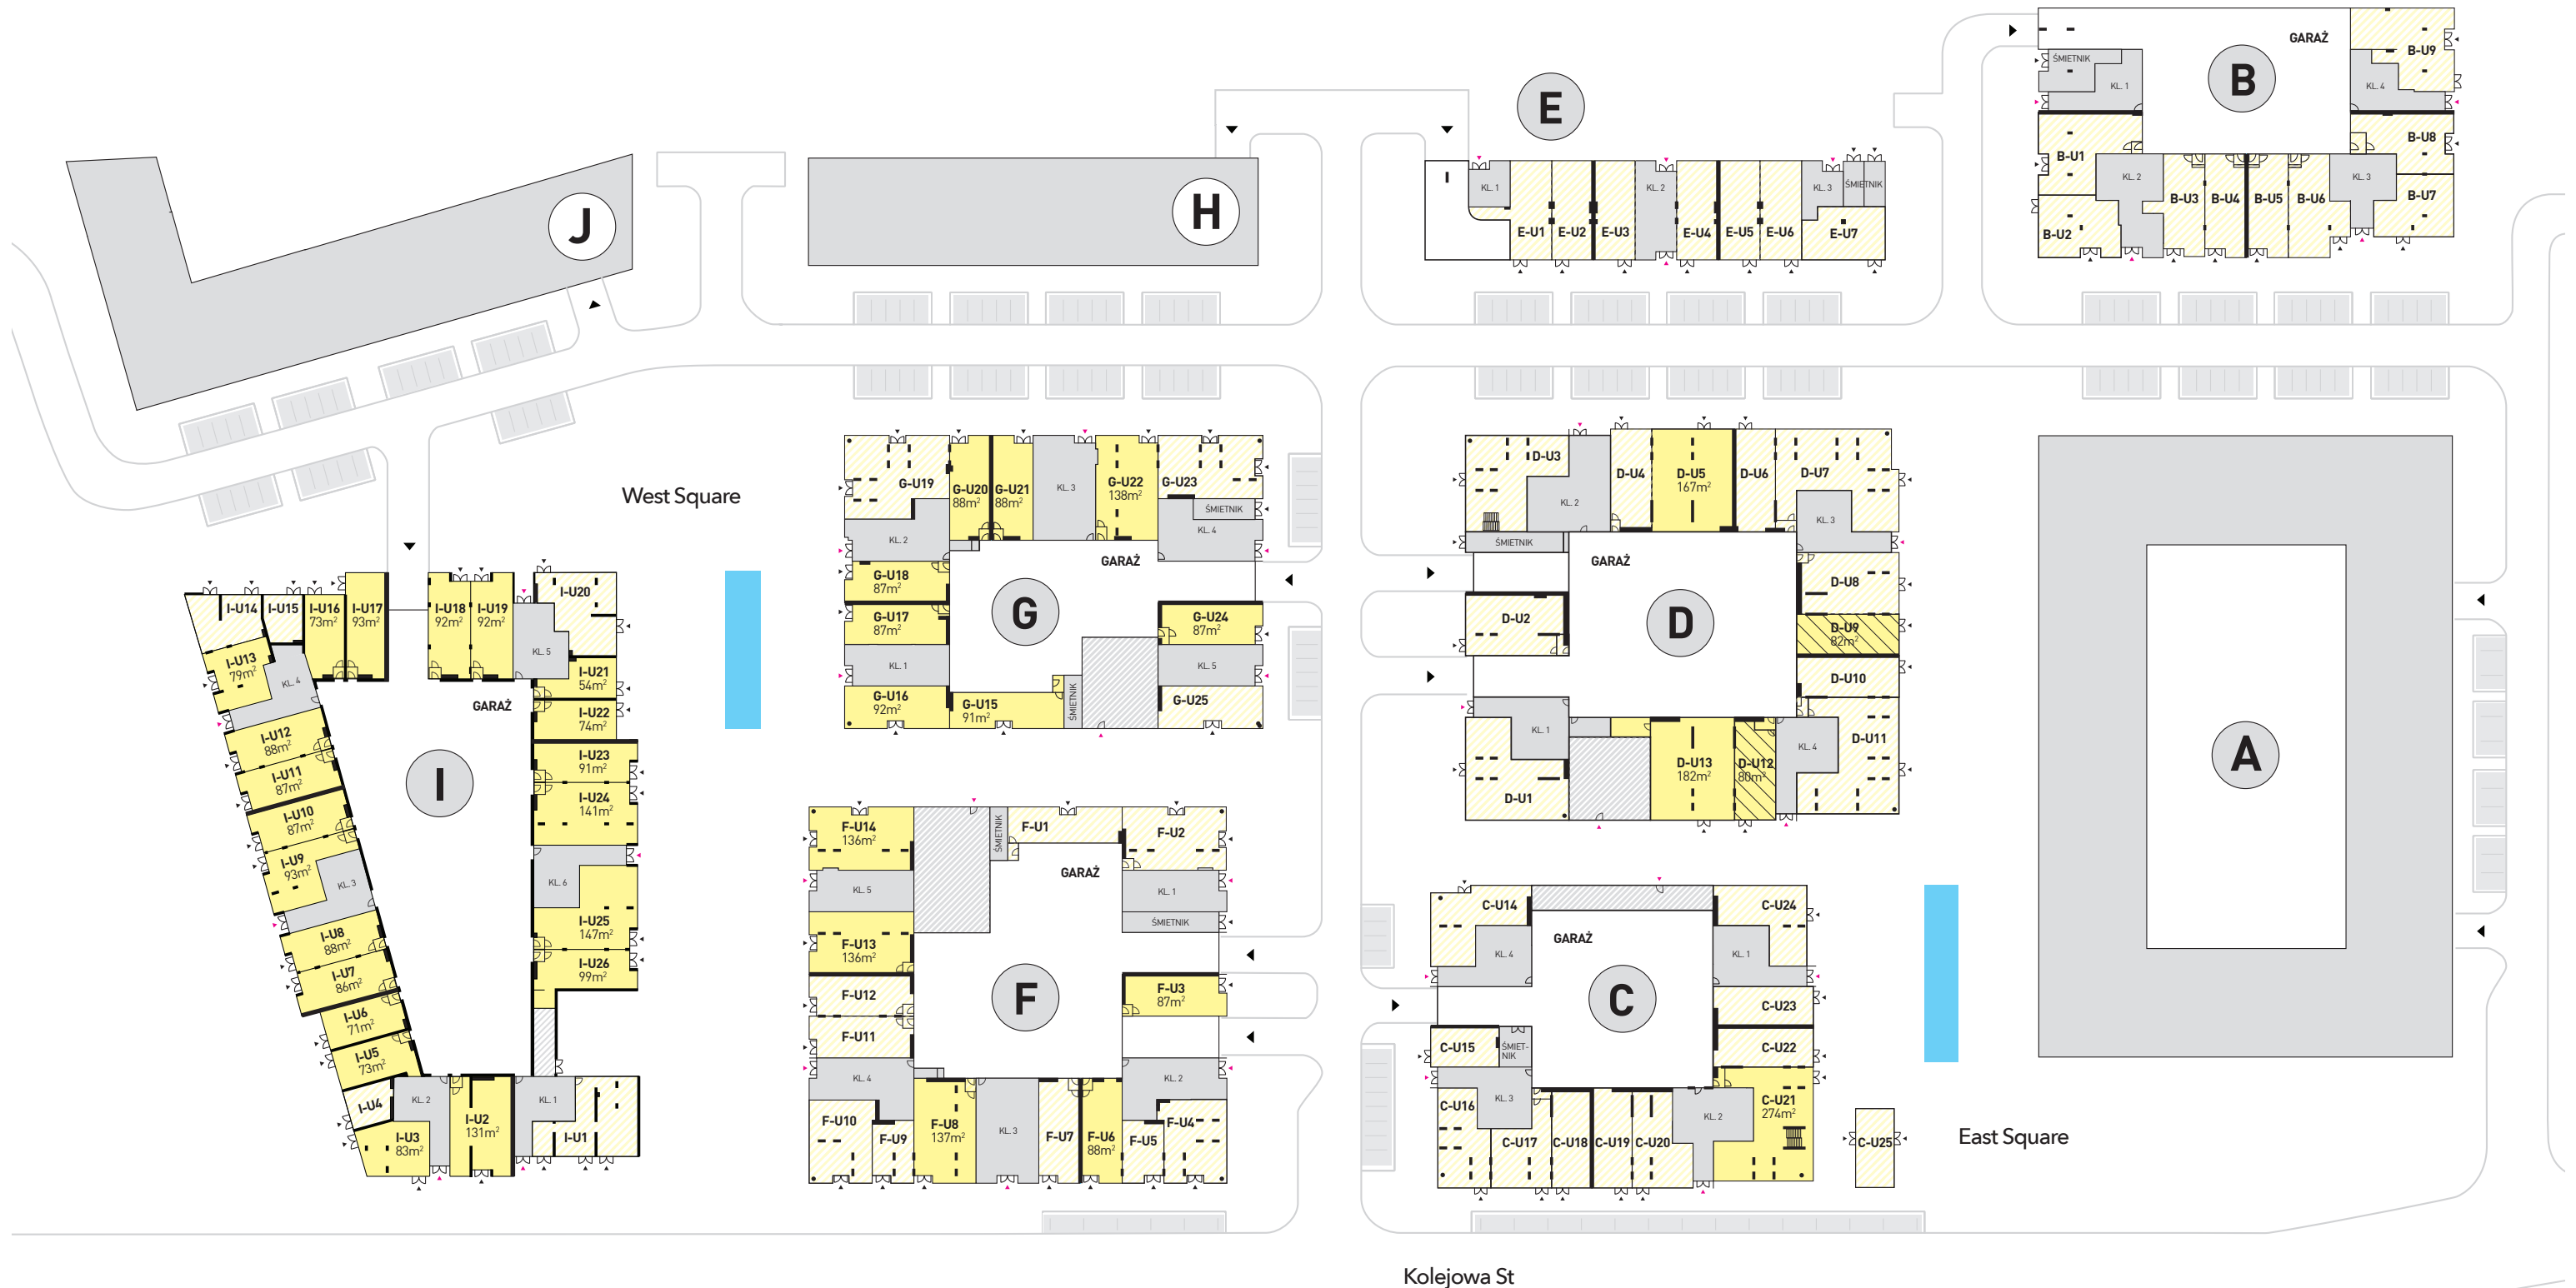 J
H
E
KL. 1
E-U1
E-U2
E-U3
KL. 2
E-U4
E-U5
E-U6
KL. 3
ŚMIETNIK
E-U7
GARAŻ
B
ŚMIETNIK
KL. 1
B-U9
KL. 4
B-U1
B-U8
KL. 2
KL. 3
B-U2
B-U3
B-U4
B-U5
B-U6
B-U7
West Square
G-U19
G-U20
88m²
G-U21
88m²
KL. 3
G-U22
138m²
G-U23
ŚMIETNIK
KL. 4
KL. 2
GARAŻ
G-U18
87m²
G
G-U17
87m²
G-U24
87m²
KL. 1
KL. 5
G-U16
92m²
G-U15
91m²
ŚMIETNIK
G-U25
D-U3
KL. 2
D-U4
D-U5
167m²
D-U6
D-U7
KL. 3
ŚMIETNIK
GARAŻ
D-U8
D-U2
D
D-U9
82m²
D-U10
KL. 1
D-U1
D-U13
182m²
D-U12
80m²
KL. 4
D-U11
A
I-U14
I-U15
I-U16
73m²
I-U17
93m²
I-U18
92m²
I-U19
92m²
I-U20
KL. 5
I-U13
79m²
KL. 4
I-U21
54m²
GARAŻ
I-U22
74m²
I-U12
88m²
I-U23
91m²
I-U11
87m²
I
I-U24
141m²
I-U10
87m²
I-U9
93m²
KL. 3
KL. 6
I-U25
147m²
I-U8
88m²
I-U7
86m²
I-U26
99m²
I-U6
71m²
I-U5
73m²
I-U4
KL. 2
I-U3
83m²
I-U2
131m²
KL. 1
I-U1
F-U14
136m²
ŚMIETNIK
F-U1
F-U2
GARAŻ
KL. 5
KL. 1
ŚMIETNIK
F-U13
136m²
F-U12
F
F-U3
87m²
F-U11
KL. 4
KL. 2
F-U10
F-U9
F-U8
137m²
KL. 3
F-U7
F-U6
88m²
F-U5
F-U4
C-U14
C-U24
GARAŻ
KL. 4
KL. 1
C
C-U23
C-U15
ŚMIET-
NIK
C-U22
C-U16
KL. 3
KL. 2
C-U21
274m²
C-U17
C-U18
C-U19
C-U20
C-U25
East Square
Kolejowa St